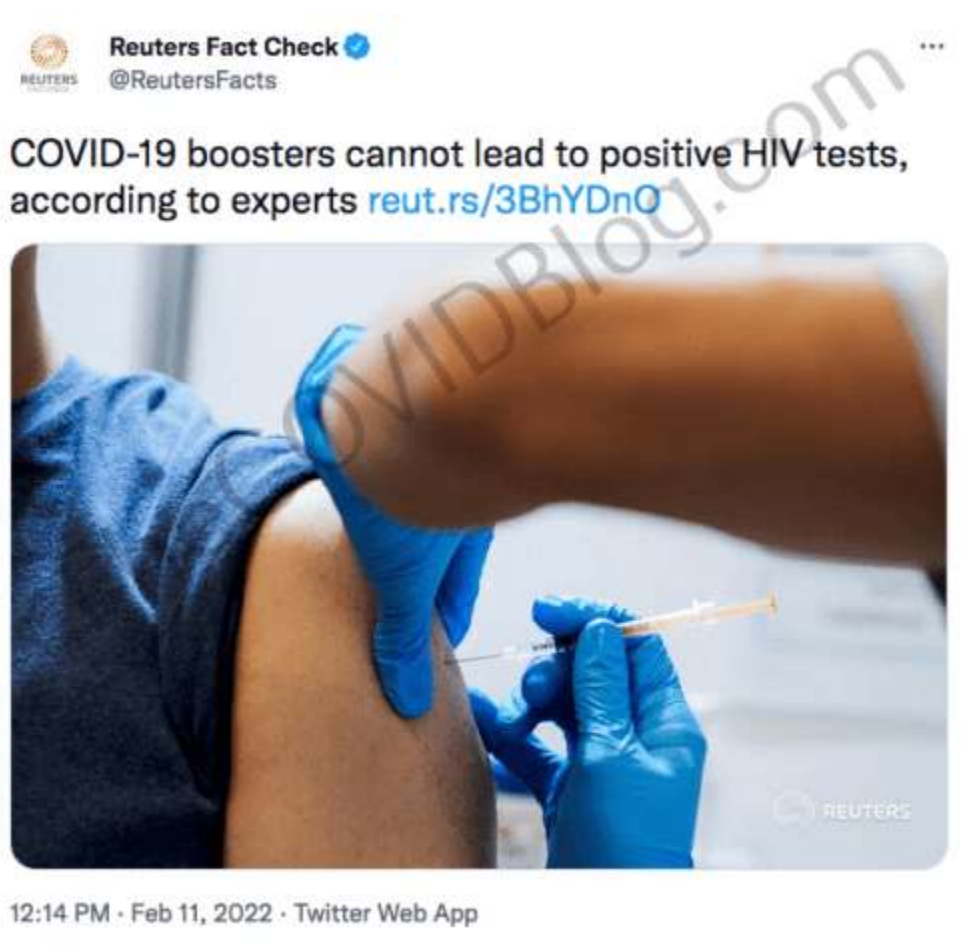 Reuters Fact Check
REUTERS
@ReutersFacts
COVID-19 boosters cannot lead to positive HIV tests,
according to experts reut.rs/3BhYDnO
COVIDBlog.com
REUTERS
12:14 PM · Feb 11, 2022 · Twitter Web App